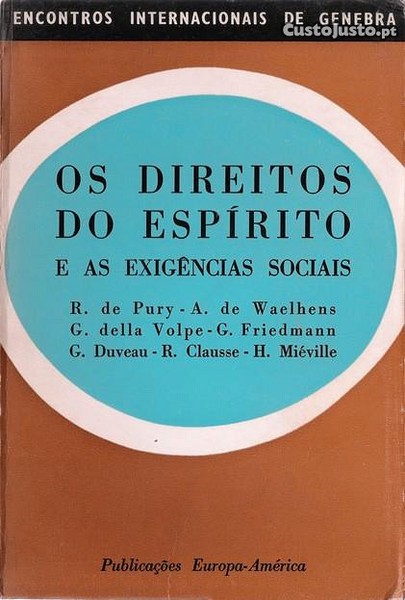 ENCONTROS INTERNACIONAIS DE GENEBRA
CustoJusto.pt
OS DIREITOS
DO ESPÍRITO
E AS EXIGÊNCIAS SOCIAIS
R. de Pury - A. de Waelhens
G. della Volpe - G. Friedmann
G. Duveau - R. Clausse - H. Miéville
Publicações Europa-América